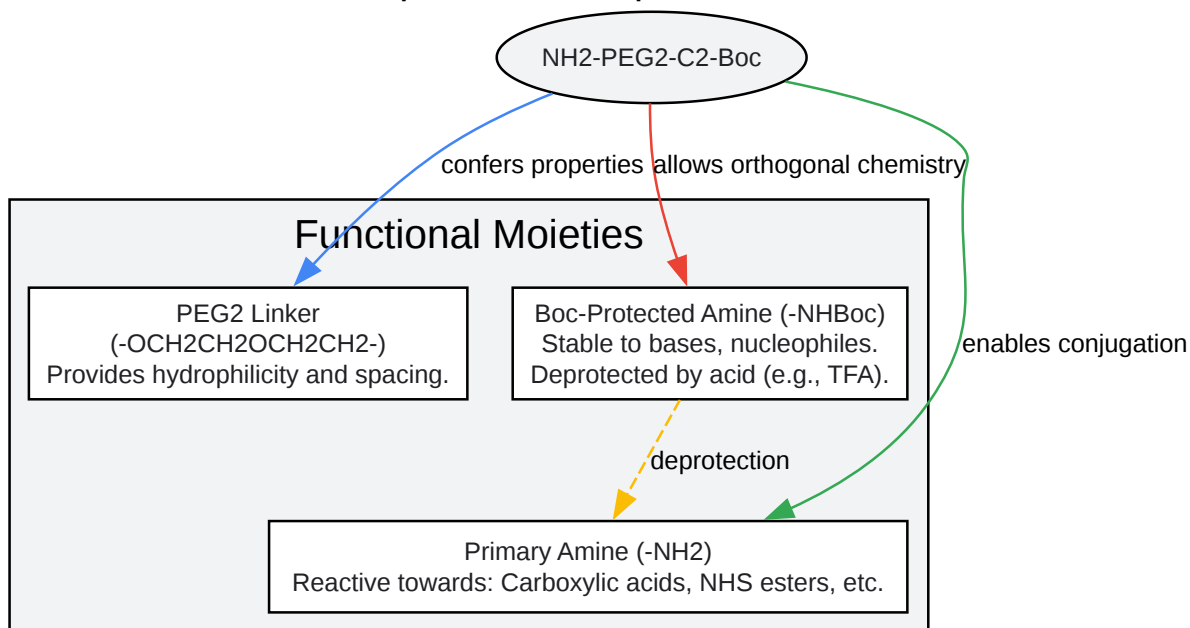 NH2-PEG2-C2-Boc
confers properties
allows orthogonal chemistry
Functional Moieties
PEG2 Linker
(-OCH2CH2OCH2CH2-)
Provides hydrophilicity and spacing.
Boc-Protected Amine (-NHBoc)
Stable to bases, nucleophiles.
Deprotected by acid (e.g., TFA).
enables conjugation
deprotection
Primary Amine (-NH2)
Reactive towards: Carboxylic acids, NHS esters, etc.